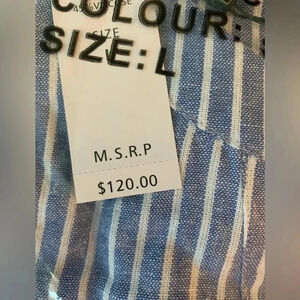 COLOUR:
SIZE: L
SIZE
M.S.R.P
$120.00